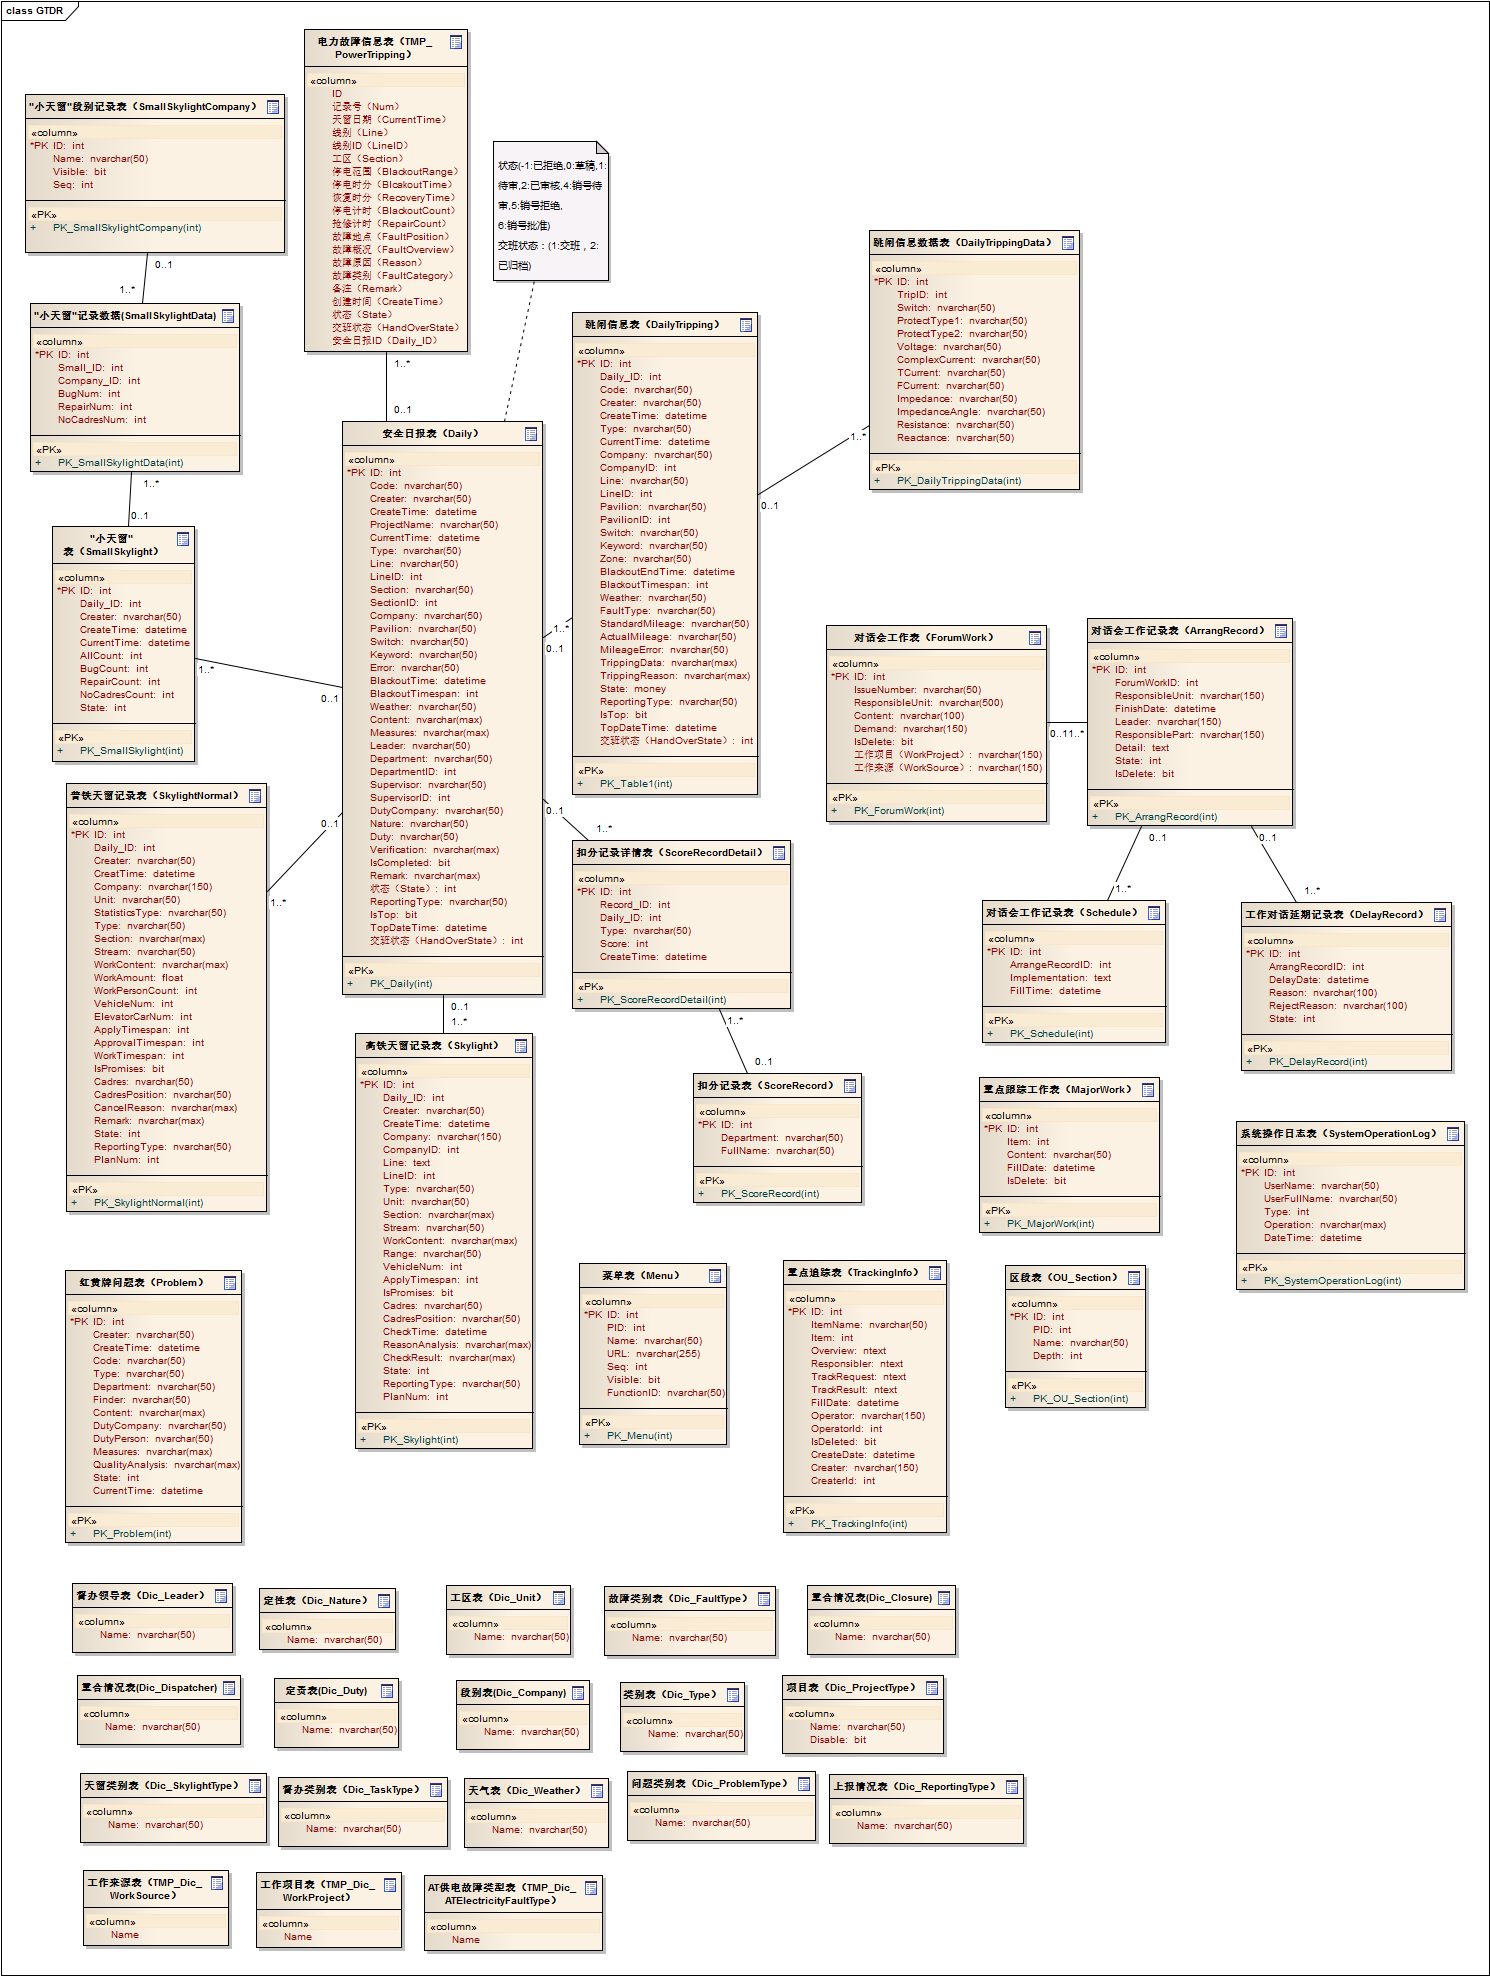 class GTDR
电力故障信息表（TMP_
PowerTripping）
«column»
ID
记录号（Num）
天窗日期（CurrentTime）
线别（Line）
线别ID（LineID）
工区（Section）
停电范围（BlackoutRange）
停电时分（BlcakoutTime）
恢复时分（RecoveryTime）
停电计时（BlackoutCount）
抢修计时（RepairCount）
故障地点（FaultPosition）
故障概况（FaultOverview）
故障原因（Reason）
故障类别（FaultCategory）
备注（Remark）
创建时间（CreateTime）
状态（State）
交班状态（HandOverState）
安全日报ID（Daily_ID）
"小天窗"段别记录表（SmallSkylightCompany）
«column»
*PK ID: int
Name: nvarchar(50)
Visible: bit
Seq: int
«PK»
+ PK_SmallSkylightCompany(int)
0..1
1..*
"小天窗"记录数据(SmallSkylightData)
«column»
*PK ID: int
Small_ID: int
Company_ID: int
BugNum: int
RepairNum: int
NoCadresNum: int
«PK»
+ PK_SmallSkylightData(int)
1..*
0..1
"小天窗"
表（SmallSkylight）
«column»
*PK ID: int
Daily_ID: int
Creater: nvarchar(50)
CreateTime: datetime
CurrentTime: datetime
AllCount: int
BugCount: int
RepairCount: int
NoCadresCount: int
State: int
«PK»
+ PK_SmallSkylight(int)
1..*
0..1
状态(-1:已拒绝,0:草稿,1:
待审,2:已审核,4:销号待
审,5:销号拒绝,
6:销号批准)
交班状态：(1:交班，2:
已归档)
1..*
0..1
安全日报表（Daily）
«column»
*PK ID: int
Code: nvarchar(50)
Creater: nvarchar(50)
CreateTime: datetime
ProjectName: nvarchar(50)
CurrentTime: datetime
Type: nvarchar(50)
Line: nvarchar(50)
LineID: int
Section: nvarchar(50)
SectionID: int
Company: nvarchar(50)
Pavilion: nvarchar(50)
Switch: nvarchar(50)
Keyword: nvarchar(50)
Error: nvarchar(50)
BlackoutTime: datetime
BlackoutTimespan: int
Weather: nvarchar(50)
Content: nvarchar(max)
Measures: nvarchar(max)
Leader: nvarchar(50)
Department: nvarchar(50)
DepartmentID: int
Supervisor: nvarchar(50)
SupervisorID: int
DutyCompany: nvarchar(50)
Nature: nvarchar(50)
Duty: nvarchar(50)
Verification: nvarchar(max)
IsCompleted: bit
Remark: nvarchar(max)
状态（State）: int
ReportingType: nvarchar(50)
IsTop: bit
TopDateTime: datetime
交班状态（HandOverState）: int
«PK»
+ PK_Daily(int)
跳闸信息表（DailyTripping）
«column»
*PK ID: int
Daily_ID: int
Code: nvarchar(50)
Creater: nvarchar(50)
CreateTime: datetime
Type: nvarchar(50)
CurrentTime: datetime
Company: nvarchar(50)
CompanyID: int
Line: nvarchar(50)
LineID: int
Pavilion: nvarchar(50)
PavilionID: int
Switch: nvarchar(50)
Keyword: nvarchar(50)
Zone: nvarchar(50)
BlackoutEndTime: datetime
BlackoutTimespan: int
Weather: nvarchar(50)
FaultType: nvarchar(50)
StandardMileage: nvarchar(50)
ActualMileage: nvarchar(50)
MileageError: nvarchar(50)
TrippingData: nvarchar(max)
TrippingReason: nvarchar(max)
State: money
ReportingType: nvarchar(50)
IsTop: bit
TopDateTime: datetime
交班状态（HandOverState）: int
«PK»
+ PK_Table1(int)
1..*
0..1
跳闸信息数据表（DailyTrippingData）
«column»
*PK ID: int
TripID: int
Switch: nvarchar(50)
ProtectType1: nvarchar(50)
ProtectType2: nvarchar(50)
Voltage: nvarchar(50)
ComplexCurrent: nvarchar(50)
TCurrent: nvarchar(50)
FCurrent: nvarchar(50)
Impedance: nvarchar(50)
ImpedanceAngle: nvarchar(50)
Resistance: nvarchar(50)
Reactance: nvarchar(50)
«PK»
+ PK_DailyTrippingData(int)
1..*
0..1
对话会工作表（ForumWork）
«column»
*PK ID: int
IssueNumber: nvarchar(50)
ResponsibleUnit: nvarchar(500)
Content: nvarchar(100)
Demand: nvarchar(150)
IsDelete: bit
工作项目（WorkProject）: nvarchar(150)
工作来源（WorkSource）: nvarchar(150)
«PK»
+ PK_ForumWork(int)
0..11..*
对话会工作记录表（ArrangRecord）
«column»
*PK ID: int
ForumWorkID: int
ResponsibleUnit: nvarchar(150)
FinishDate: datetime
Leader: nvarchar(150)
ResponsiblePart: nvarchar(150)
Detail: text
State: int
IsDelete: bit
«PK»
+ PK_ArrangRecord(int)
0..1
0..1
1..*
1..*
对话会工作记录表（Schedule）
«column»
*PK ID: int
ArrangeRecordID: int
Implementation: text
FillTime: datetime
«PK»
+ PK_Schedule(int)
工作对话延期记录表（DelayRecord）
«column»
*PK ID: int
ArrangRecordID: int
DelayDate: datetime
Reason: nvarchar(100)
RejectReason: nvarchar(100)
State: int
«PK»
+ PK_DelayRecord(int)
普铁天窗记录表（SkylightNormal）
«column»
*PK ID: int
Daily_ID: int
Creater: nvarchar(50)
CreatTime: datetime
Company: nvarchar(150)
Unit: nvarchar(50)
StatisticsType: nvarchar(50)
Type: nvarchar(50)
Section: nvarchar(max)
Stream: nvarchar(50)
WorkContent: nvarchar(max)
WorkAmount: float
WorkPersonCount: int
VehicleNum: int
ElevatorCarNum: int
ApplyTimespan: int
ApprovalTimespan: int
WorkTimespan: int
IsPromises: bit
Cadres: nvarchar(50)
CadresPosition: nvarchar(50)
CancelReason: nvarchar(max)
Remark: nvarchar(max)
State: int
ReportingType: nvarchar(50)
PlanNum: int
«PK»
+ PK_SkylightNormal(int)
0..1
1..*
0..1
1..*
扣分记录详情表（ScoreRecordDetail）
«column»
*PK ID: int
Record_ID: int
Daily_ID: int
Type: nvarchar(50)
Score: int
CreateTime: datetime
«PK»
+ PK_ScoreRecordDetail(int)
1..*
0..1
扣分记录表（ScoreRecord）
«column»
*PK ID: int
Department: nvarchar(50)
FullName: nvarchar(50)
«PK»
+ PK_ScoreRecord(int)
0..1
1..*
高铁天窗记录表（Skylight）
«column»
*PK ID: int
Daily_ID: int
Creater: nvarchar(50)
CreateTime: datetime
Company: nvarchar(150)
CompanyID: int
Line: text
LineID: int
Type: nvarchar(50)
Unit: nvarchar(50)
Section: nvarchar(max)
Stream: nvarchar(50)
WorkContent: nvarchar(max)
Range: nvarchar(50)
VehicleNum: int
ApplyTimespan: int
IsPromises: bit
Cadres: nvarchar(50)
CadresPosition: nvarchar(50)
CheckTime: datetime
ReasonAnalysis: nvarchar(max)
CheckResult: nvarchar(max)
State: int
ReportingType: nvarchar(50)
PlanNum: int
«PK»
+ PK_Skylight(int)
重点跟踪工作表（MajorWork）
«column»
*PK ID: int
Item: int
Content: nvarchar(50)
FillDate: datetime
IsDelete: bit
«PK»
+ PK_MajorWork(int)
系统操作日志表（SystemOperationLog）
«column»
*PK ID: int
UserName: nvarchar(50)
UserFullName: nvarchar(50)
Type: int
Operation: nvarchar(max)
DateTime: datetime
«PK»
+ PK_SystemOperationLog(int)
红黄牌问题表（Problem）
«column»
*PK ID: int
Creater: nvarchar(50)
CreateTime: datetime
Code: nvarchar(50)
Type: nvarchar(50)
Department: nvarchar(50)
Finder: nvarchar(50)
Content: nvarchar(max)
DutyCompany: nvarchar(50)
DutyPerson: nvarchar(50)
Measures: nvarchar(max)
QualityAnalysis: nvarchar(max)
State: int
CurrentTime: datetime
«PK»
+ PK_Problem(int)
菜单表（Menu）
«column»
*PK ID: int
PID: int
Name: nvarchar(50)
URL: nvarchar(255)
Seq: int
Visible: bit
FunctionID: nvarchar(50)
«PK»
+ PK_Menu(int)
重点追踪表（TrackingInfo）
«column»
*PK ID: int
ItemName: nvarchar(50)
Item: int
Overview: ntext
Responsibler: ntext
TrackRequest: ntext
TrackResult: ntext
FillDate: datetime
Operator: nvarchar(150)
OperatorId: int
IsDeleted: bit
CreateDate: datetime
Creater: nvarchar(150)
CreaterId: int
«PK»
+ PK_TrackingInfo(int)
区段表（OU_Section）
«column»
*PK ID: int
PID: int
Name: nvarchar(50)
Depth: int
«PK»
+ PK_OU_Section(int)
督办领导表（Dic_Leader）
«column»
Name: nvarchar(50)
定性表（Dic_Nature）
«column»
Name: nvarchar(50)
工区表（Dic_Unit）
«column»
Name: nvarchar(50)
故障类别表（Dic_FaultType）
«column»
Name: nvarchar(50)
重合情况表(Dic_Closure)
«column»
Name: nvarchar(50)
重合情况表(Dic_Dispatcher)
«column»
Name: nvarchar(50)
定责表(Dic_Duty)
«column»
Name: nvarchar(50)
段别表(Dic_Company)
«column»
Name: nvarchar(50)
类别表（Dic_Type）
«column»
Name: nvarchar(50)
项目表（Dic_ProjectType）
«column»
Name: nvarchar(50)
Disable: bit
天窗类别表（Dic_SkylightType）
«column»
Name: nvarchar(50)
督办类别表（Dic_TaskType）
«column»
Name: nvarchar(50)
天气表（Dic_Weather）
«column»
Name: nvarchar(50)
问题类别表（Dic_ProblemType）
«column»
Name: nvarchar(50)
上报情况表（Dic_ReportingType）
«column»
Name: nvarchar(50)
工作来源表（TMP_Dic_
WorkSource）
«column»
Name
工作项目表（TMP_Dic_
WorkProject）
«column»
Name
AT供电故障类型表（TMP_Dic_
ATElectricityFaultType）
«column»
Name